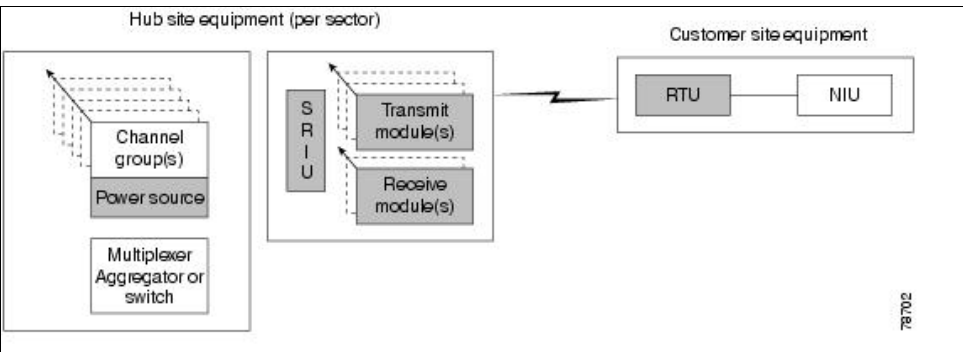 Hub site equipment (per sector)
Customer site equipment
Channel
group(s)
Power source
Multiplexer
Aggregator or
switch
S
R
I
U
Transmit
module(s)
Receive
module(s)
RTU
NIU
78702